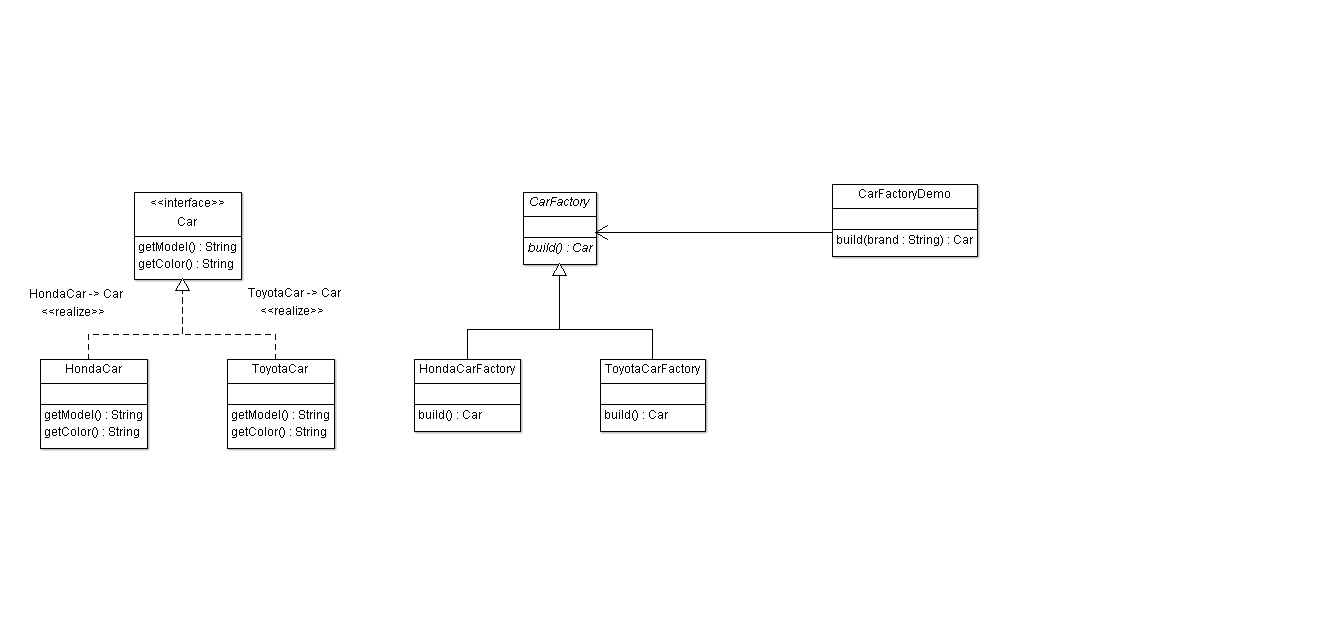 <<interface>>
Car
getModel() : String
getColor() : String
HondaCar -> Car
<<realize>>
ToyotaCar -> Car
<<realize>>
HondaCar
getModel() : String
getColor() : String
ToyotaCar
getModel() : String
getColor() : String
CarFactory
build() : Car
HondaCarFactory
build() : Car
ToyotaCarFactory
build() : Car
CarFactoryDemo
build(brand : String) : Car